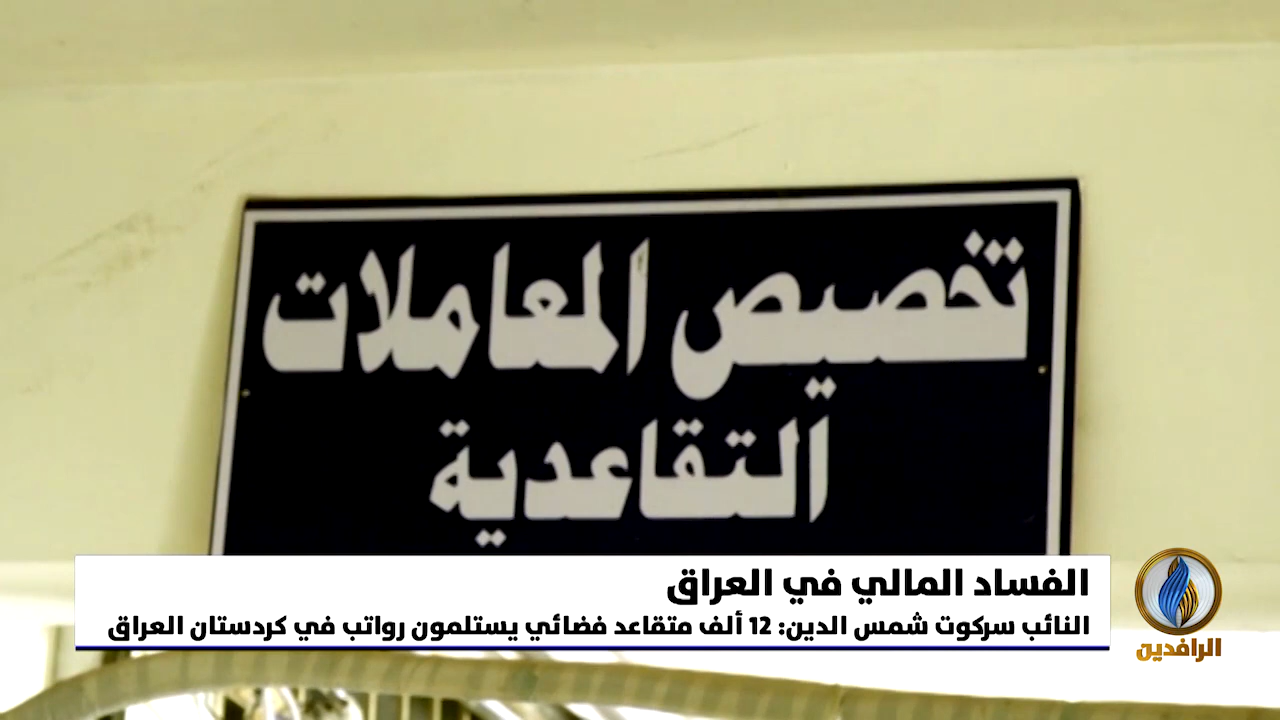 تخصيص المعاملات
التقاعدية
الفساد المالي في العراق
النائب سركوت شمس الدين: 12 ألف متقاعد فضائي يستلمون رواتب في كردستان العراق
الرافدين